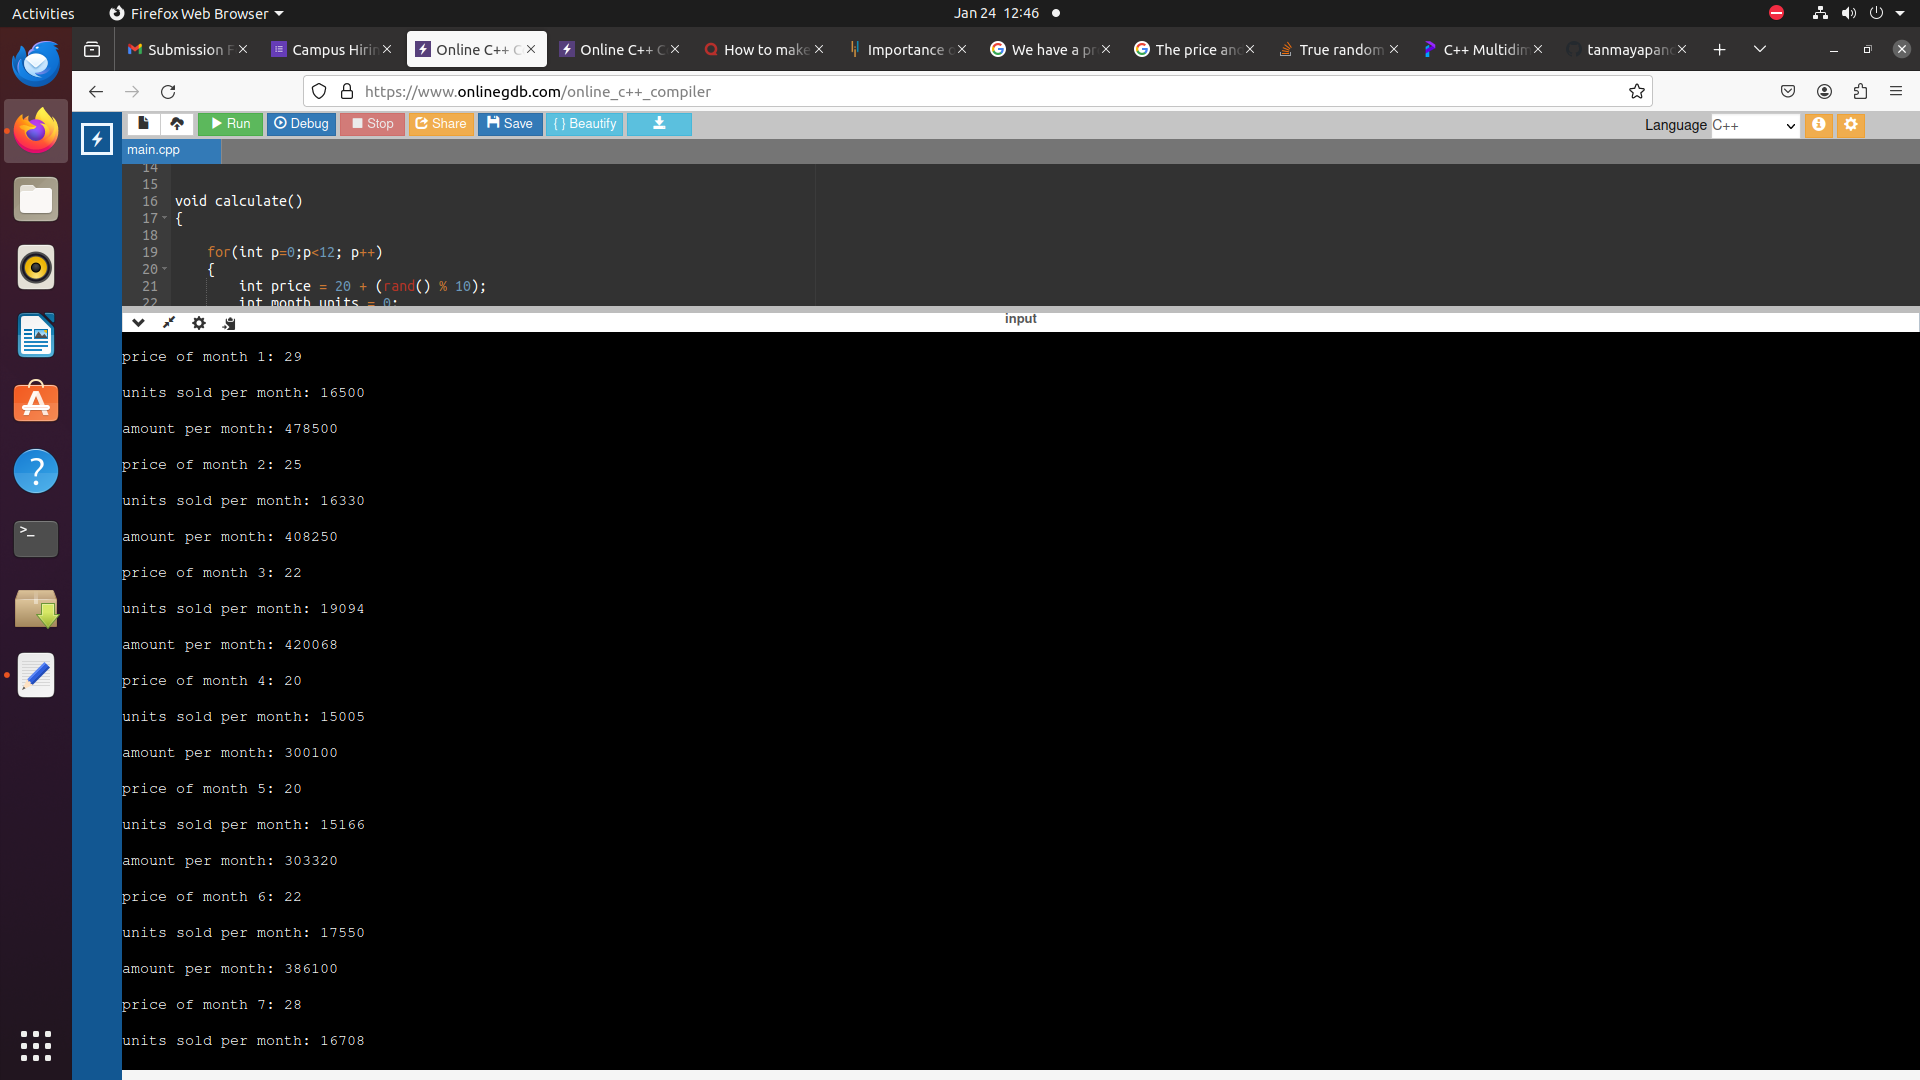 Activities
Firefox Web Browser
Jan 24 12:46
Submission F
Campus Hirin
Online C++ C
Online C++ C
How to make
Importance o
We have a pr
The price and
True random
C++ Multidim
tanmayapand
https://www.onlinegdb.com/online_c++_compiler
Run
Debug
Stop
Share
Save
{ } Beautify
Language C++
main.cpp
14
15
16 void calculate()
17 {
18
19 for(int p=0;p<12; p++)
20 {
21 int price = 20 + (rand() % 10);
22 int month_units = 0;
input
price of month 1: 29
units sold per month: 16500
amount per month: 478500
price of month 2: 25
units sold per month: 16330
amount per month: 408250
price of month 3: 22
units sold per month: 19094
amount per month: 420068
price of month 4: 20
units sold per month: 15005
amount per month: 300100
price of month 5: 20
units sold per month: 15166
amount per month: 303320
price of month 6: 22
units sold per month: 17550
amount per month: 386100
price of month 7: 28
units sold per month: 16708